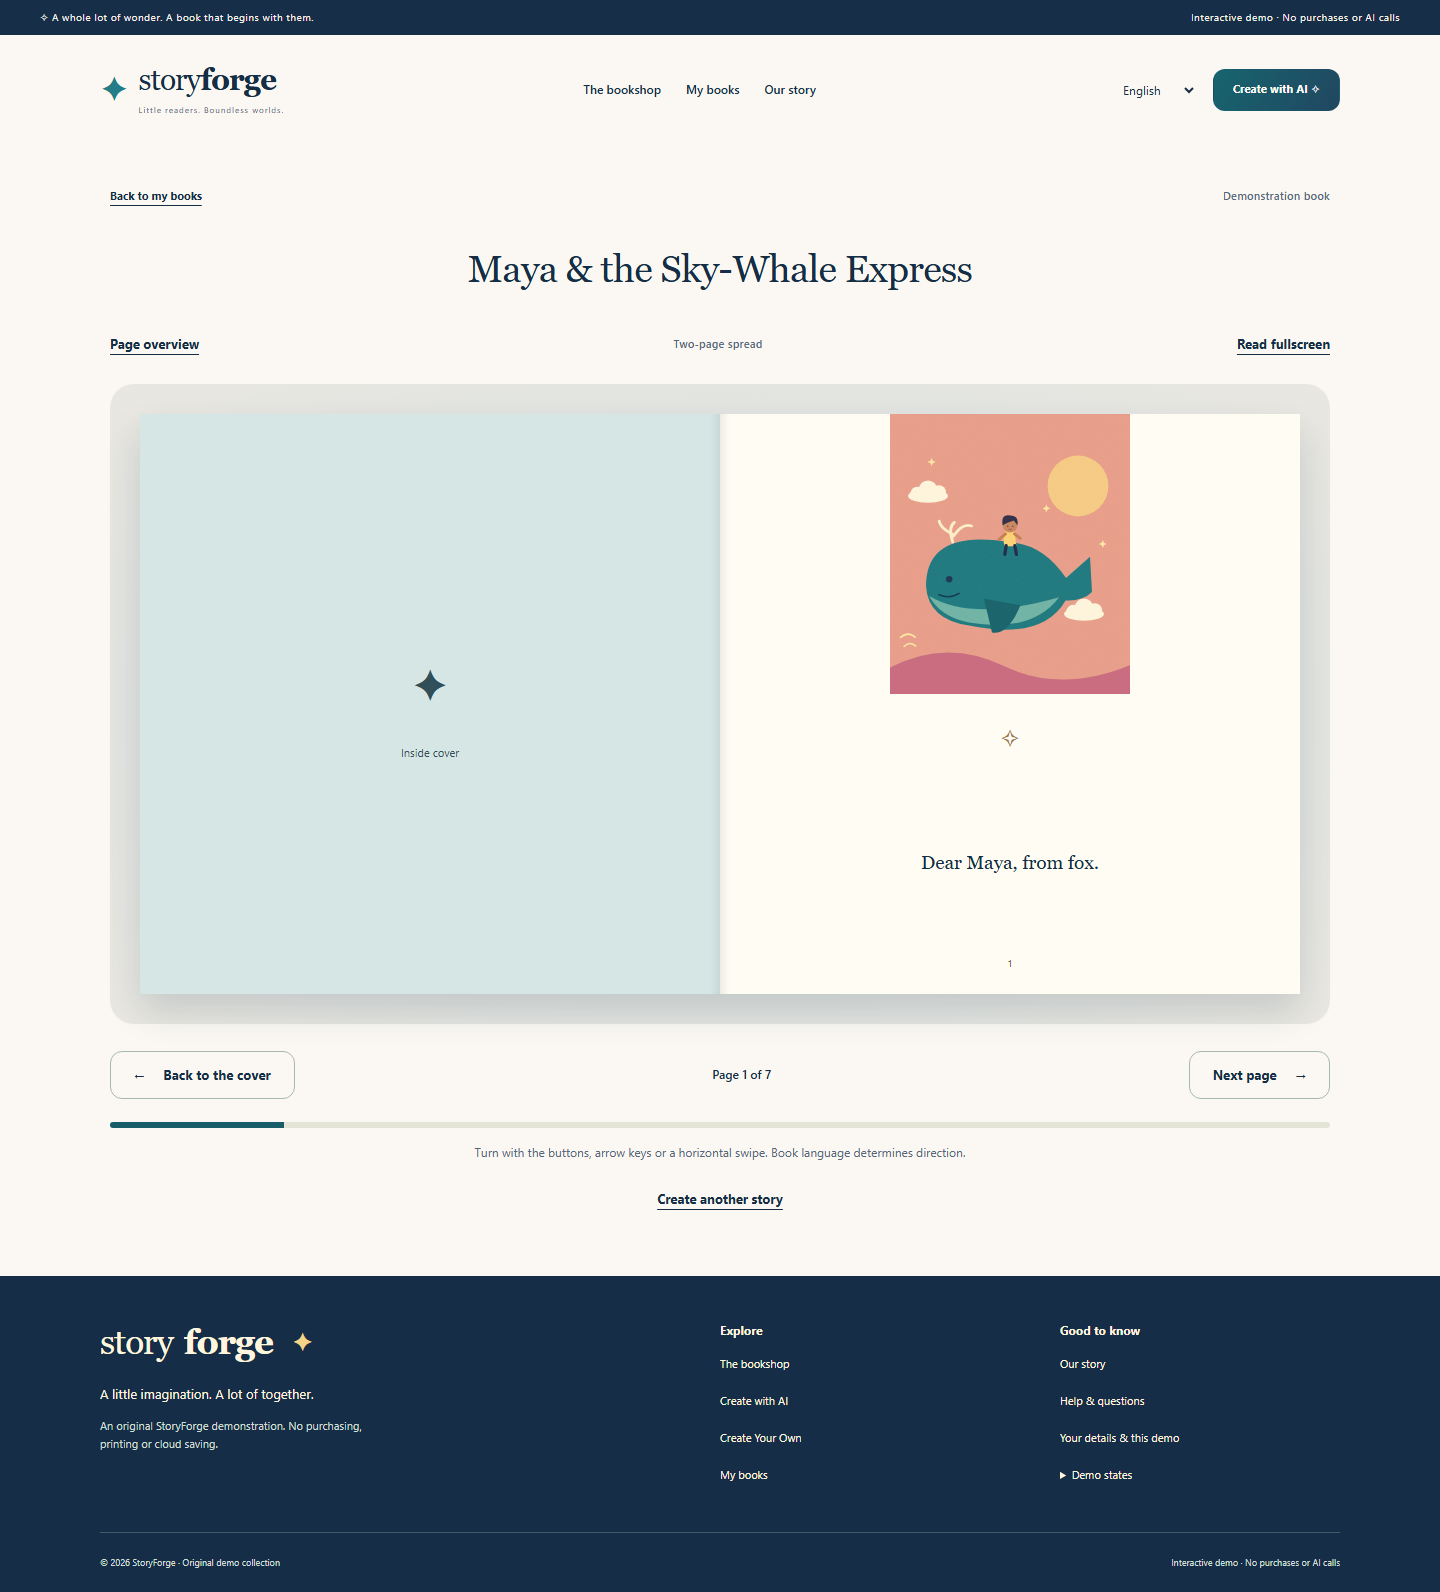 ✧ A whole lot of wonder. A book that begins with them.
Interactive demo · No purchases or AI calls
storyforge
Little readers. Boundless worlds.
The bookshop
My books
Our story
English
Create with AI ✧
Back to my books
Demonstration book
Maya & the Sky-Whale Express
Page overview
Two-page spread
Read fullscreen
Inside cover
Dear Maya, from fox.
1
← Back to the cover
Page 1 of 7
Next page →
Turn with the buttons, arrow keys or a horizontal swipe. Book language determines direction.
Create another story
story forge
A little imagination. A lot of together.
An original StoryForge demonstration. No purchasing,
printing or cloud saving.
Explore
The bookshop
Create with AI
Create Your Own
My books
Good to know
Our story
Help & questions
Your details & this demo
▶ Demo states
© 2026 StoryForge · Original demo collection
Interactive demo · No purchases or AI calls